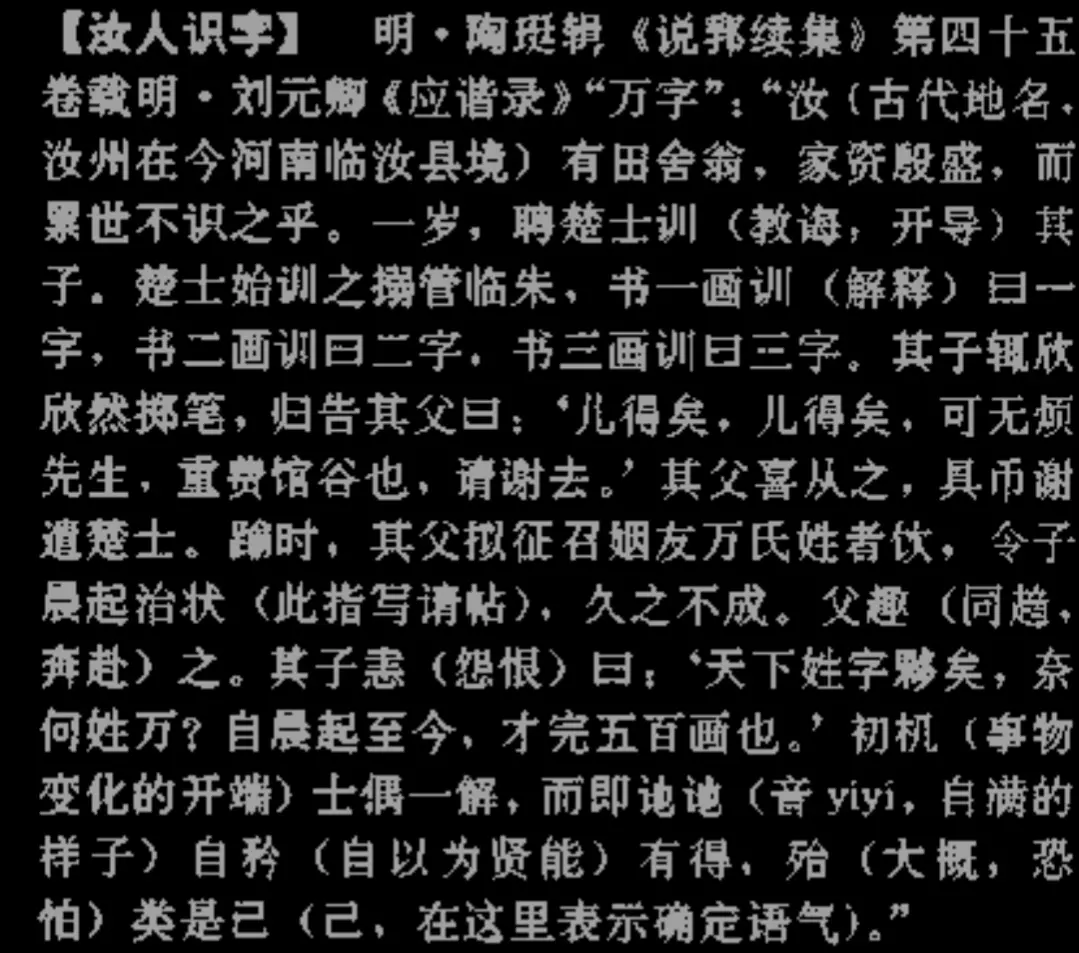 【汝人识字】 明·陶珽辑《说郛续集》第四十五
卷载明·刘元卿《应谐录》“万字”：“汝（古代地名，
汝州在今河南临汝县境）有田舍翁，家资殷盛，而
累世不识之乎。一岁，聘楚士训（教诲，开导）其
子。楚士始训之搦管临朱，书一画训（解释）曰一
字，书二画训曰二字，书三画训曰三字。其子辄欣
欣然掷笔，归告其父曰：‘儿得矣，儿得矣，可无烦
先生，重费馆谷也，请谢去。’其父喜从之，具币谢
遣楚士。踰时，其父拟征召姻友万氏姓者饮，令子
晨起治状（此指写请帖），久之不成。父趣（同趋，
奔赴）之。其子恚（怨恨）曰：‘天下姓字夥矣，奈
何姓万？自晨起至今，才完五百画也。’初机（事物
变化的开端）士偶一解，而即訑訑（音 yíyí，自满的
样子）自矜（自以为贤能）有得，殆（大概，恐
怕）类是已（已，在这里表示确定语气）。”